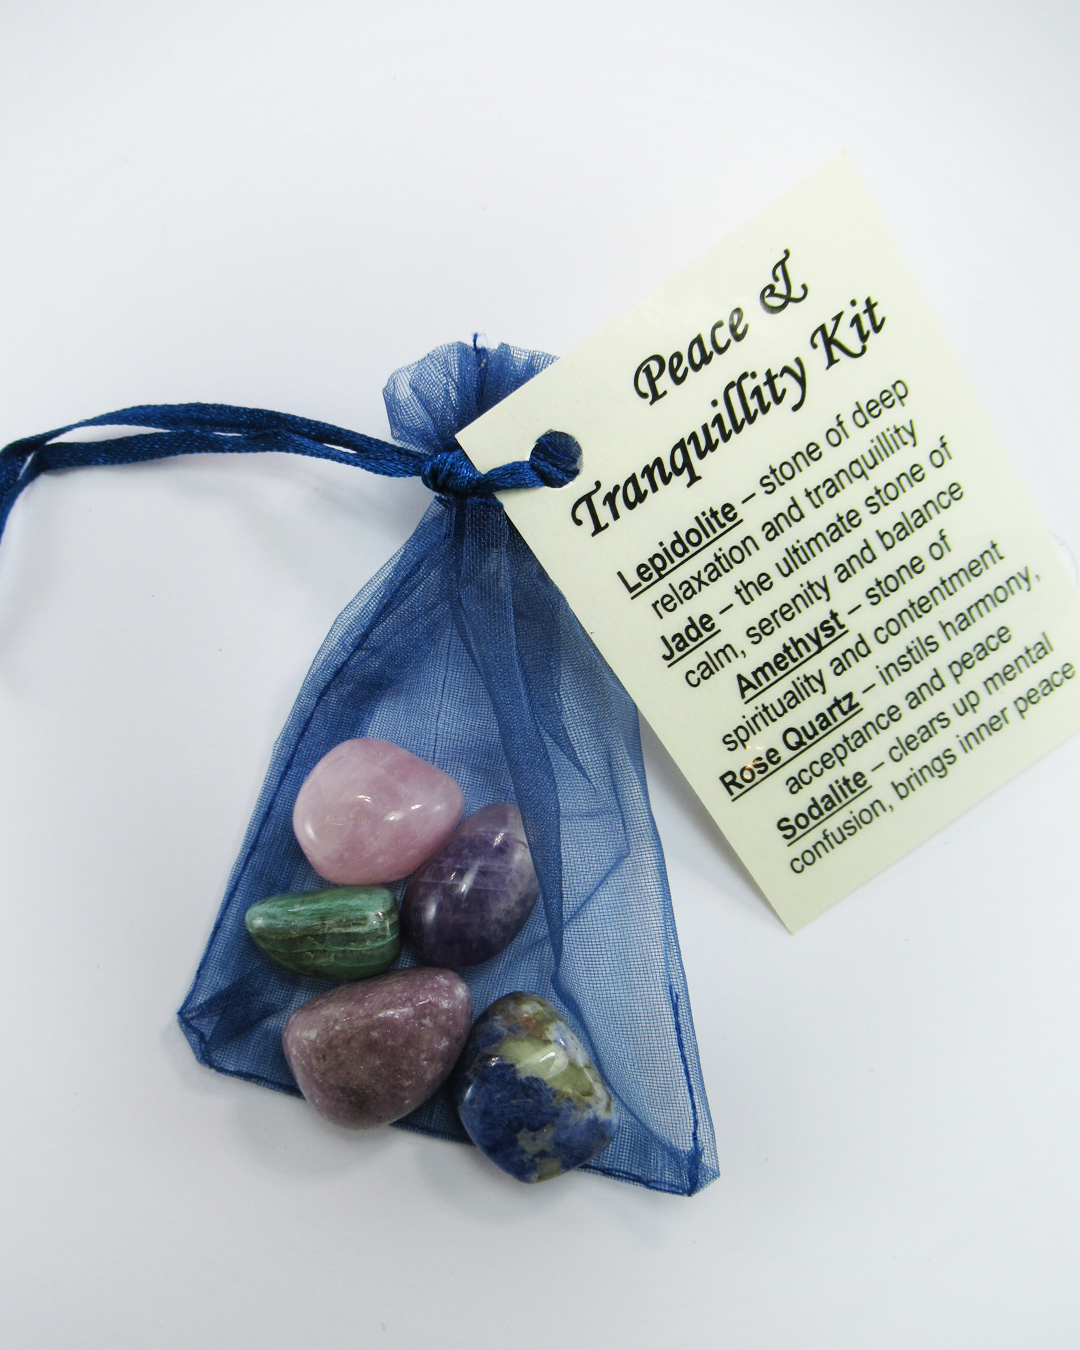 Peace &
Tranquillity Kit
Lepidolite – stone of deep
relaxation and tranquillity
Jade – the ultimate stone of
calm, serenity and balance
Amethyst – stone of
spirituality and contentment
Rose Quartz – instils harmony,
acceptance and peace
Sodalite – clears up mental
confusion, brings inner peace